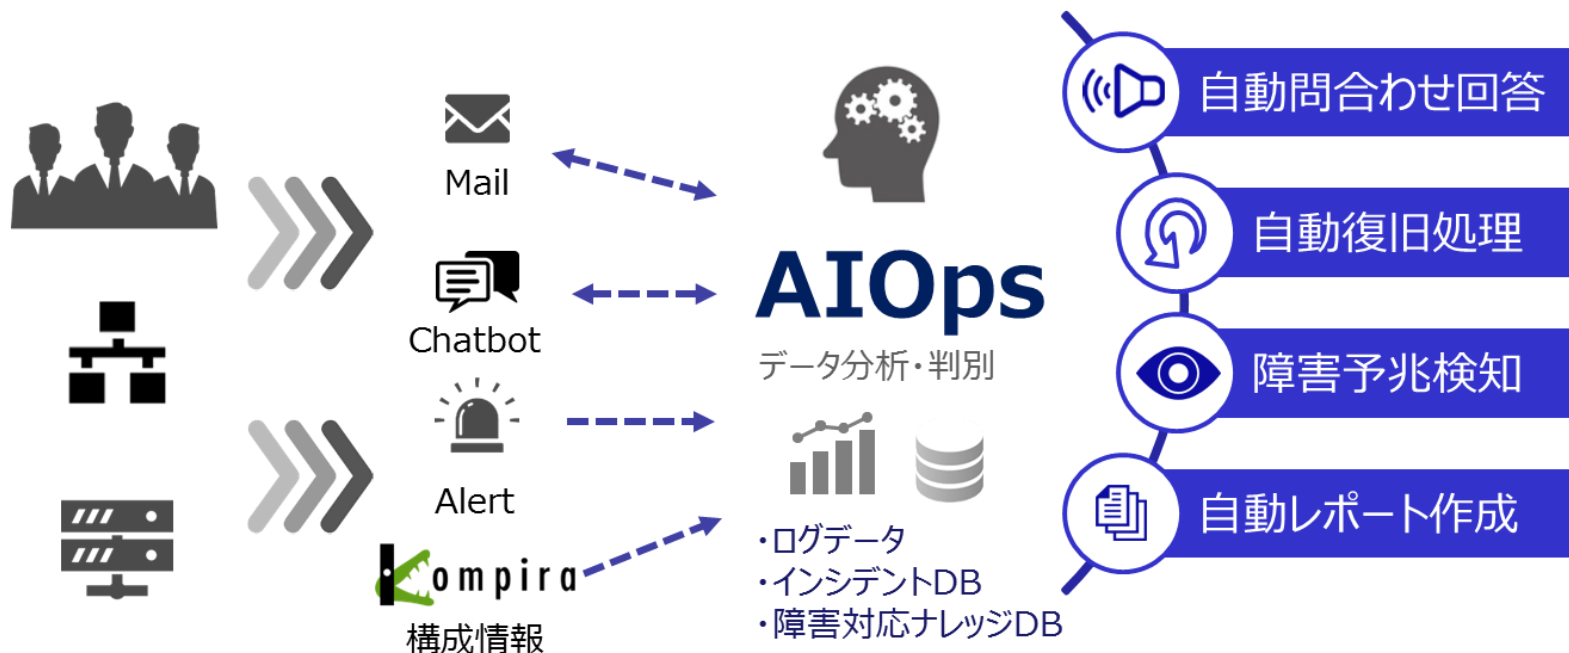 Mail
Chatbot
Alert
Kompira
構成情報
AIOps
データ分析・判別
・ログデータ
・インシデントDB
・障害対応ナレッジDB
自動問合わせ回答
自動復旧処理
障害予兆検知
自動レポート作成